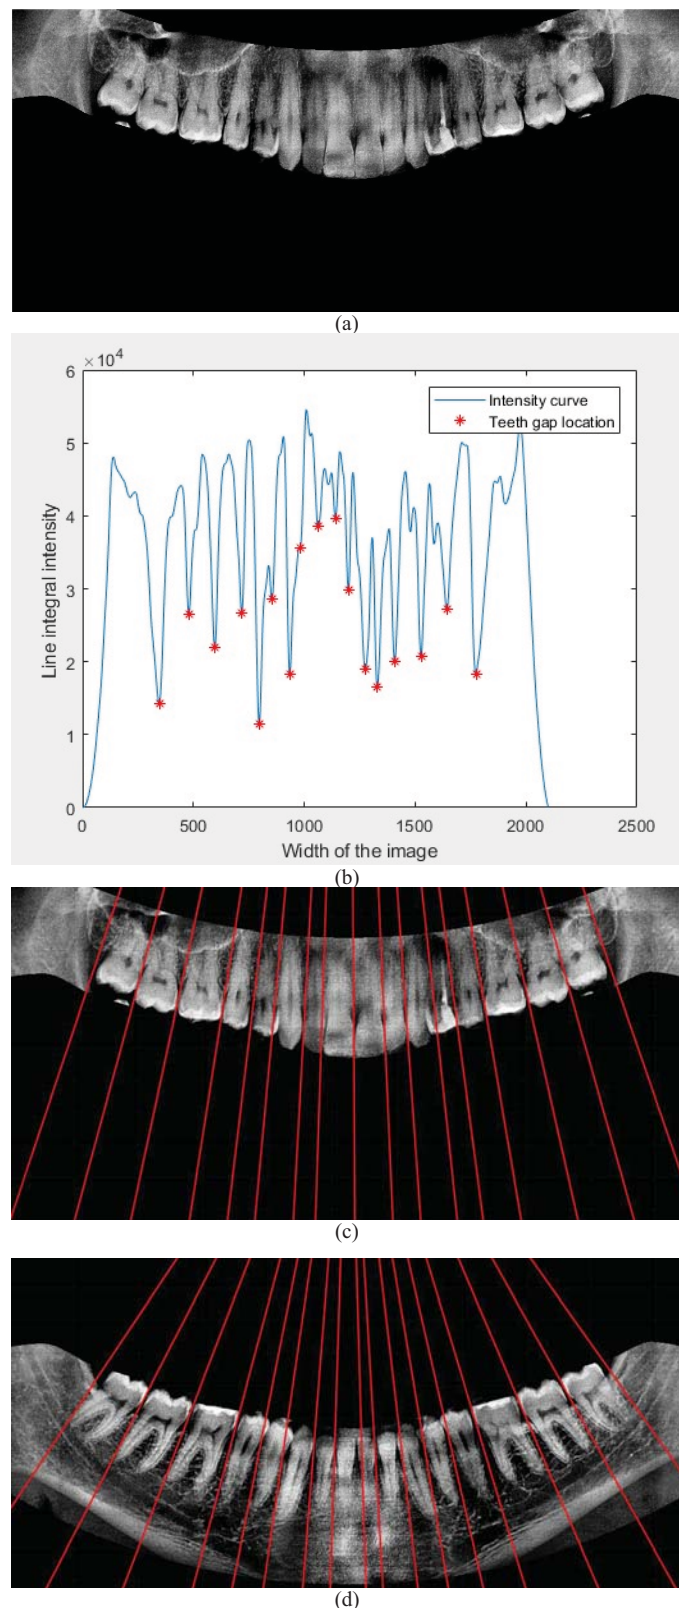 (a)
×10⁴
6
5
4
3
2
1
0
0 500 1000 1500 2000 2500
Line integral intensity
Width of the image
Intensity curve
Teeth gap location
(b)
(c)
(d)